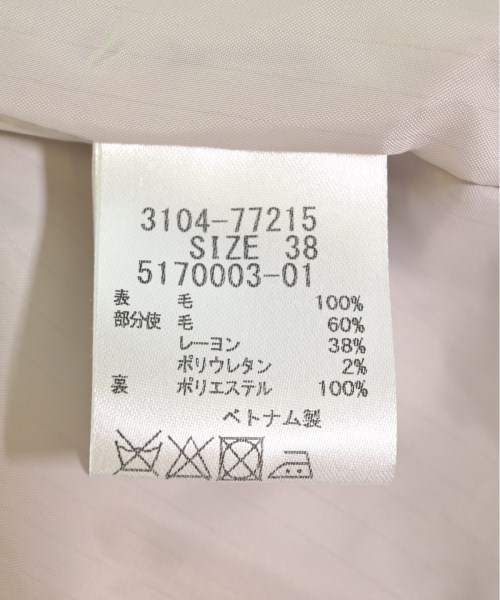 3104-77215
SIZE 38
5170003-01
表 毛 100%
部分使 毛 60%
レーヨン 38%
ポリウレタン 2%
裏 ポリエステル 100%
ベトナム製